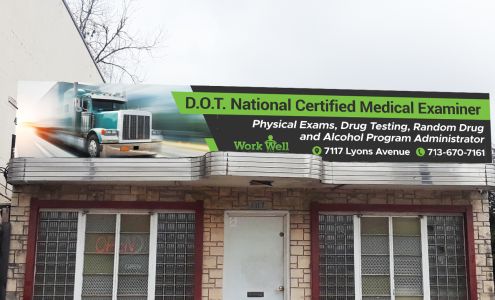 D.O.T. National Certified Medical Examiner
Physical Exams, Drug Testing, Random Drug
and Alcohol Program Administrator
Work Well
7117 Lyons Avenue 713-670-7161
OPEN